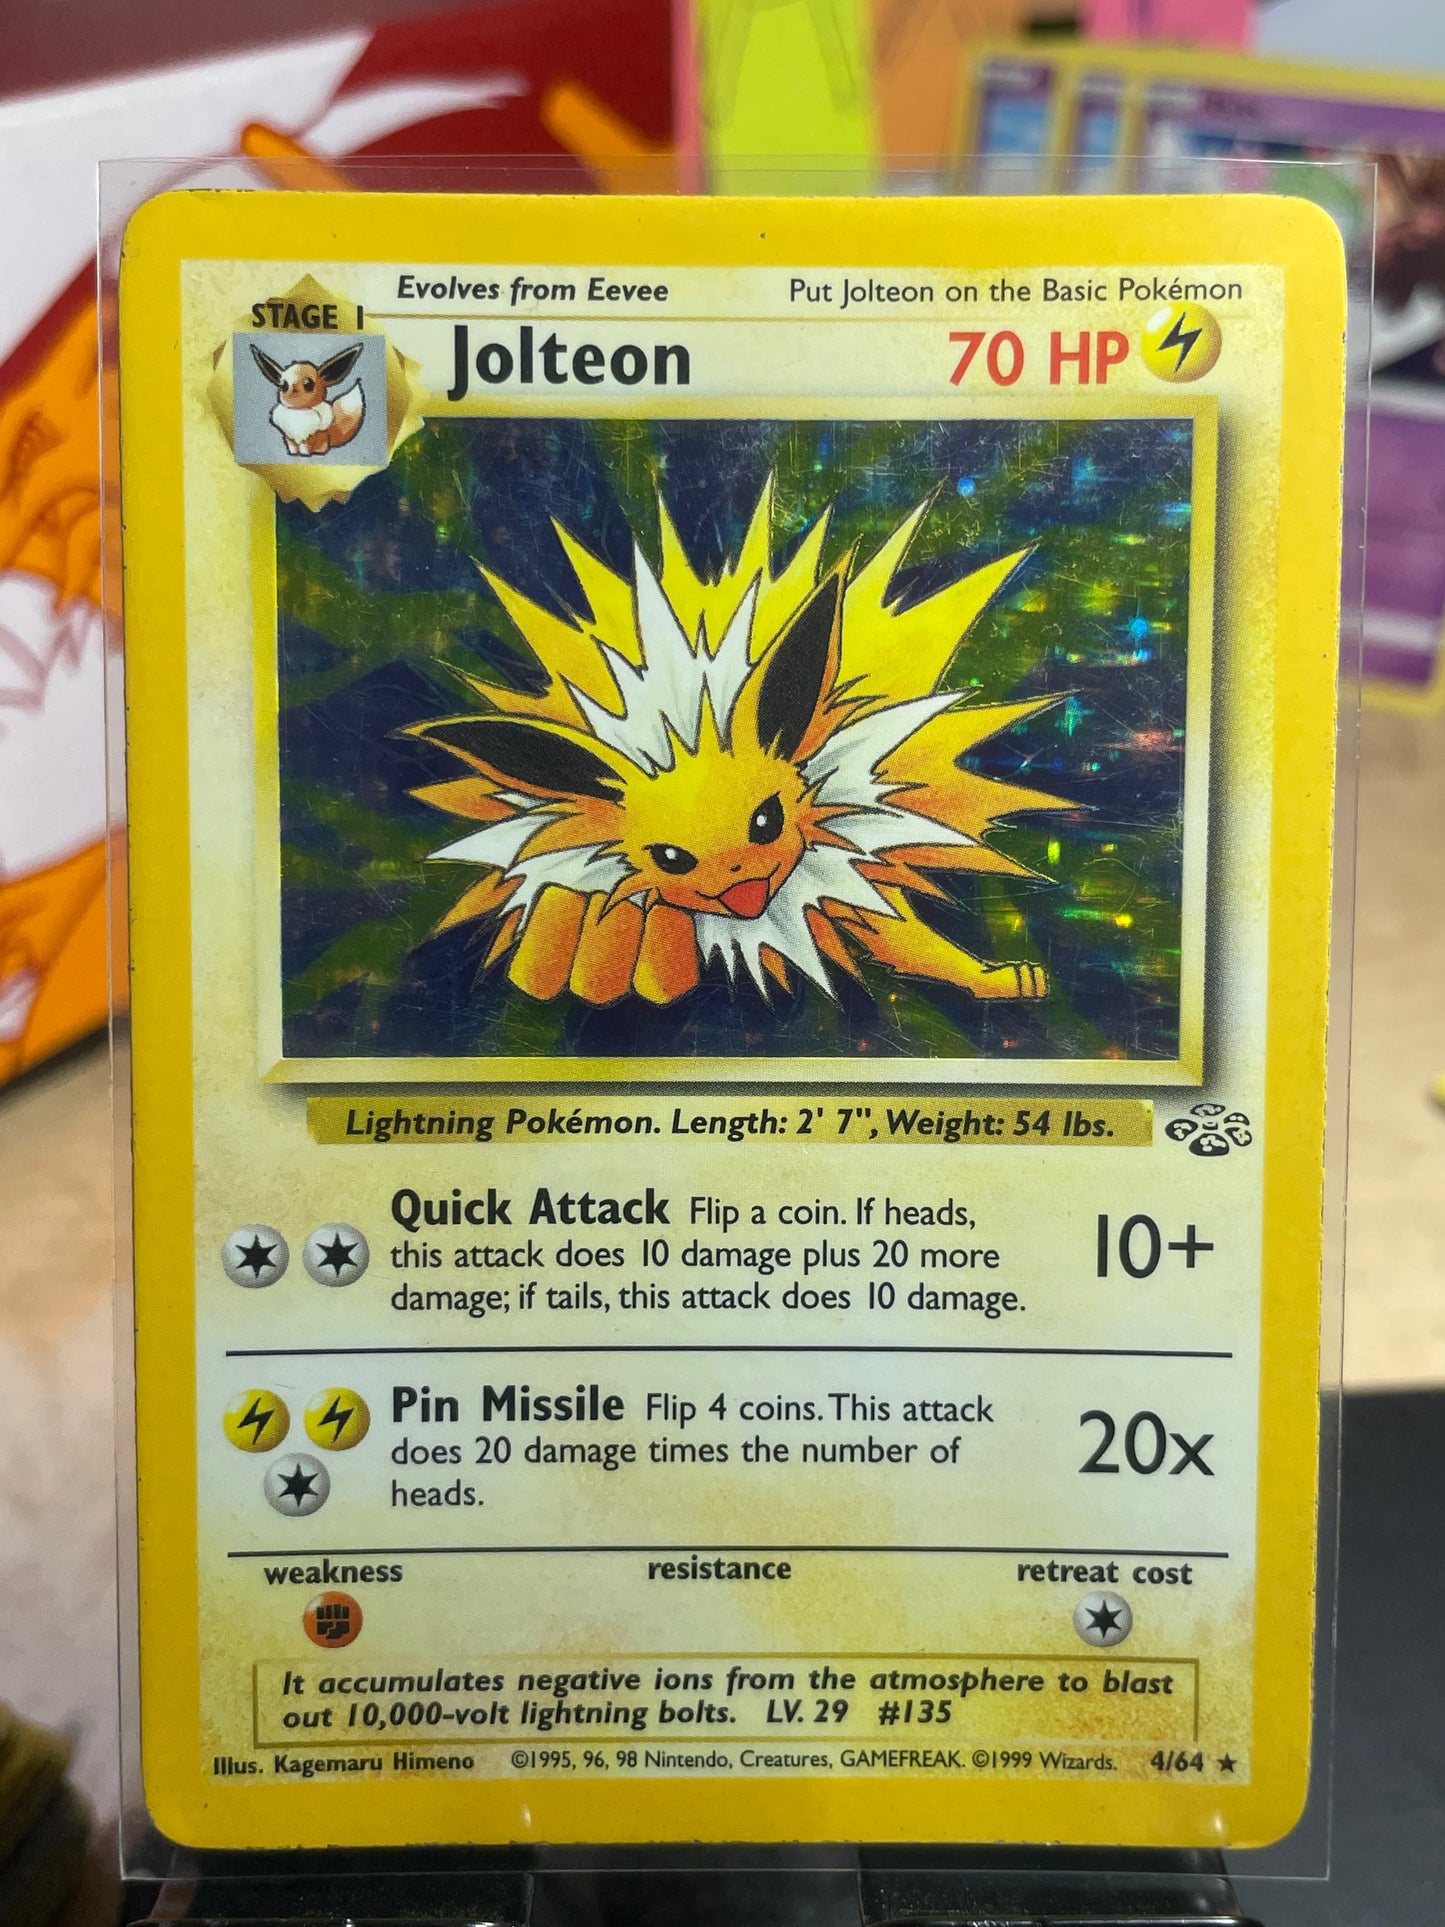 Evolves from Eevee Put Jolteon on the Basic Pokémon
STAGE 1
Jolteon 70 HP
Lightning Pokémon. Length: 2' 7", Weight: 54 lbs.
Quick Attack Flip a coin. If heads,
this attack does 10 damage plus 20 more
damage; if tails, this attack does 10 damage.
10+
Pin Missile Flip 4 coins. This attack
does 20 damage times the number of
heads.
20x
weakness resistance retreat cost
It accumulates negative ions from the atmosphere to blast
out 10,000-volt lightning bolts. LV. 29 #135
Illus. Kagemaru Himeno ©1995, 96, 98 Nintendo, Creatures, GAMEFREAK. ©1999 Wizards. 4/64 ★